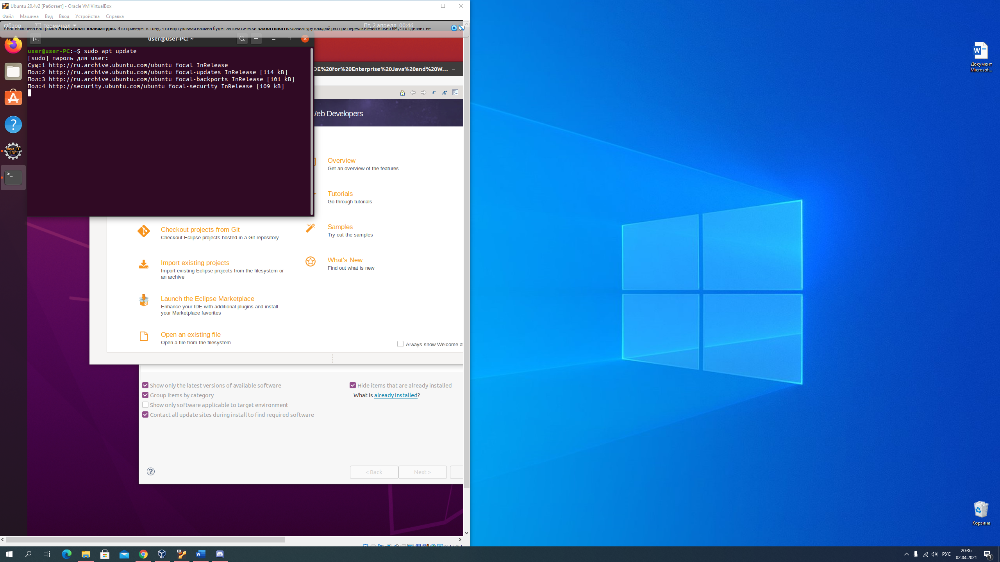 Ubuntu 20.4v2 [Работает] - Oracle VM VirtualBox
Файл Машина Вид Ввод Устройства Справка
Обзор Терминал Пт, 2 апреля 00:46
У Вас включена настройка Автозахват клавиатуры. Это приведет к тому, что виртуальная машина будет автоматически захватывать клавиатуру каждый раз при переключении в окно ВМ, что сделает её
user@user-PC: ~
user@user-PC:~$ sudo apt update
[sudo] пароль для user:
Сущ:1 http://ru.archive.ubuntu.com/ubuntu focal InRelease
Пол:2 http://ru.archive.ubuntu.com/ubuntu focal-updates InRelease [114 kB]
Пол:3 http://ru.archive.ubuntu.com/ubuntu focal-backports InRelease [101 kB]
Пол:4 http://security.ubuntu.com/ubuntu focal-security InRelease [109 kB]
DE%20for%20Enterprise%20Java%20and%20W...
Web Developers
Java EE
IDE
Overview
Get an overview of the features
Tutorials
Go through tutorials
Checkout projects from Git
Checkout Eclipse projects hosted in a Git repository
Samples
Try out the samples
Import existing projects
Import existing Eclipse projects from the filesystem or
an archive
What's New
Find out what is new
Launch the Eclipse Marketplace
Enhance your IDE with additional plugins and install
your Marketplace favorites
Open an existing file
Open a file from the filesystem
Always show Welcome at
Show only the latest versions of available software
Hide items that are already installed
Group items by category
What is already installed?
Show only software applicable to target environment
Contact all update sites during install to find required software
< Back
Next >
Документ
Microsof...
Корзина
РУС
20:36
02.04.2021
1